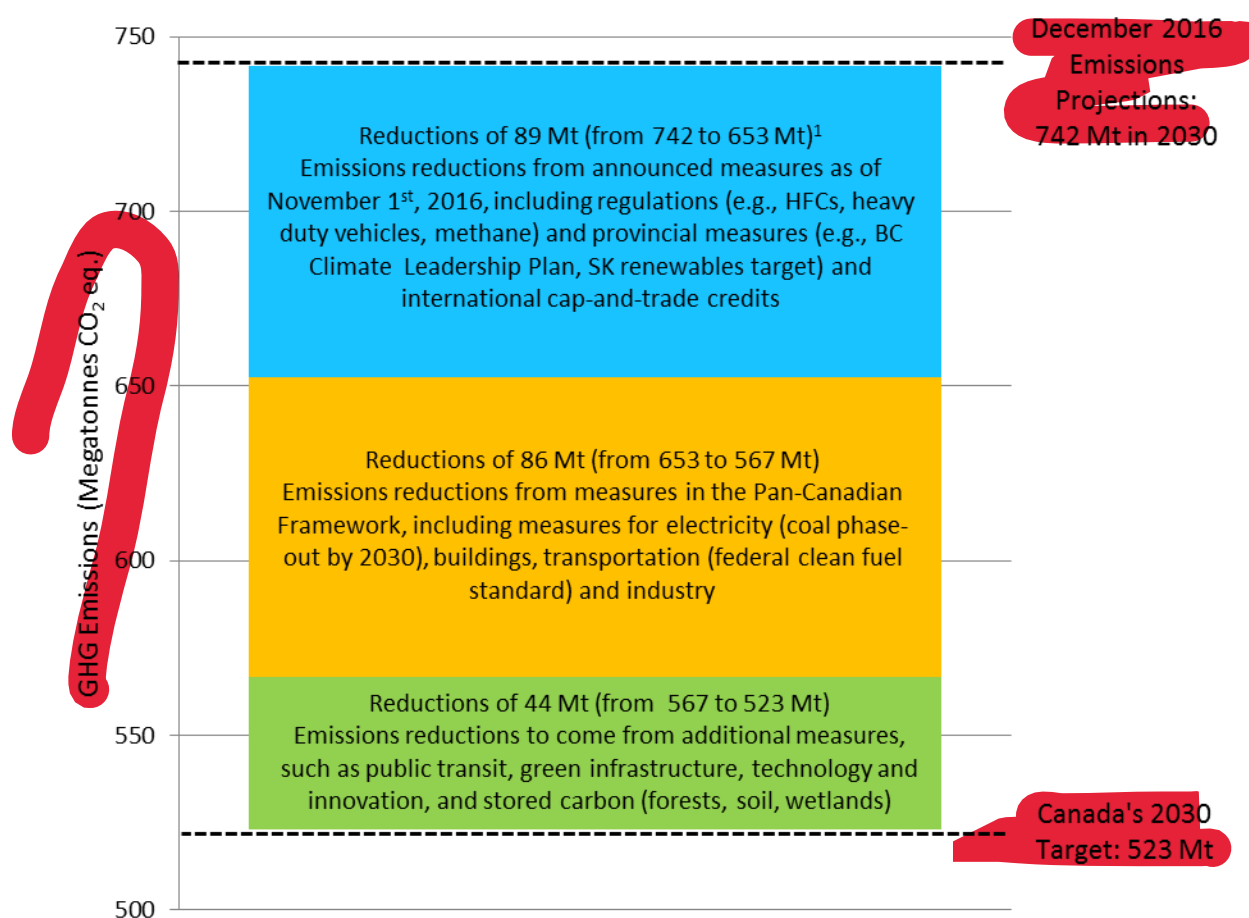 750
December 2016
Emissions
Projections:
742 Mt in 2030
Reductions of 89 Mt (from 742 to 653 Mt)¹
Emissions reductions from announced measures as of
November 1ˢᵗ, 2016, including regulations (e.g., HFCs, heavy
duty vehicles, methane) and provincial measures (e.g., BC
Climate Leadership Plan, SK renewables target) and
international cap-and-trade credits
700
GHG Emissions (Megatonnes CO₂ eq.)
650
Reductions of 86 Mt (from 653 to 567 Mt)
Emissions reductions from measures in the Pan-Canadian
Framework, including measures for electricity (coal phase-
out by 2030), buildings, transportation (federal clean fuel
standard) and industry
600
Reductions of 44 Mt (from 567 to 523 Mt)
Emissions reductions to come from additional measures,
such as public transit, green infrastructure, technology and
innovation, and stored carbon (forests, soil, wetlands)
550
Canada's 2030
Target: 523 Mt
500